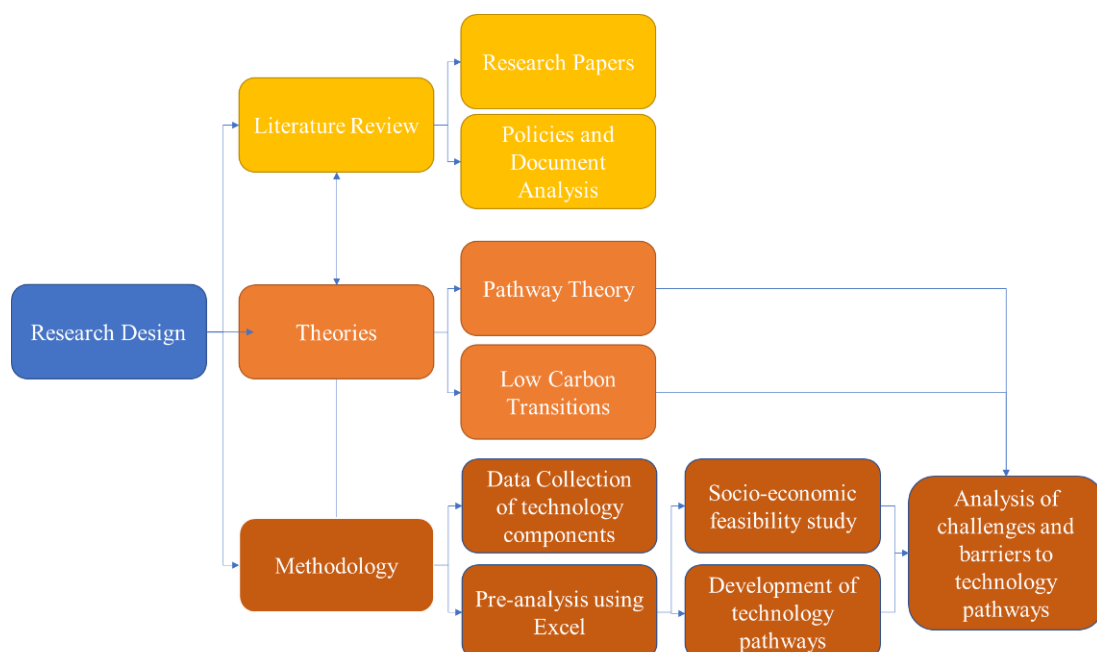 Research Papers
Literature Review
Policies and
Document
Analysis
Research Design
Theories
Pathway Theory
Low Carbon
Transitions
Methodology
Data Collection
of technology
components
Pre-analysis using
Excel
Socio-economic
feasibility study
Development of
technology
pathways
Analysis of
challenges and
barriers to
technology
pathways